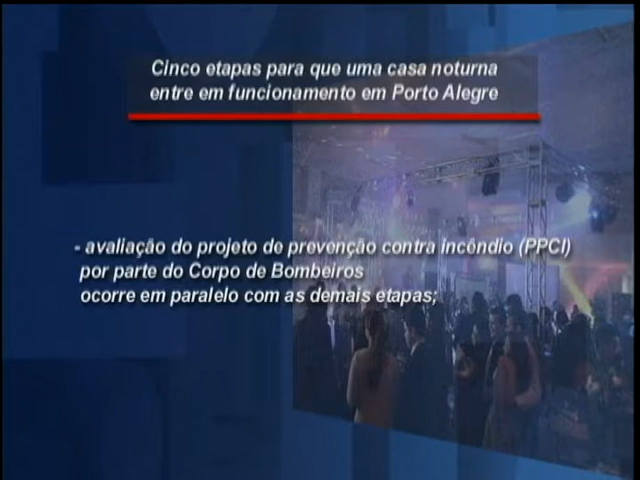 Cinco etapas para que uma casa noturna
entre em funcionamento em Porto Alegre
- avaliação do projeto de prevenção contra incêndio (PPCI)
por parte do Corpo de Bombeiros
ocorre em paralelo com as demais etapas;